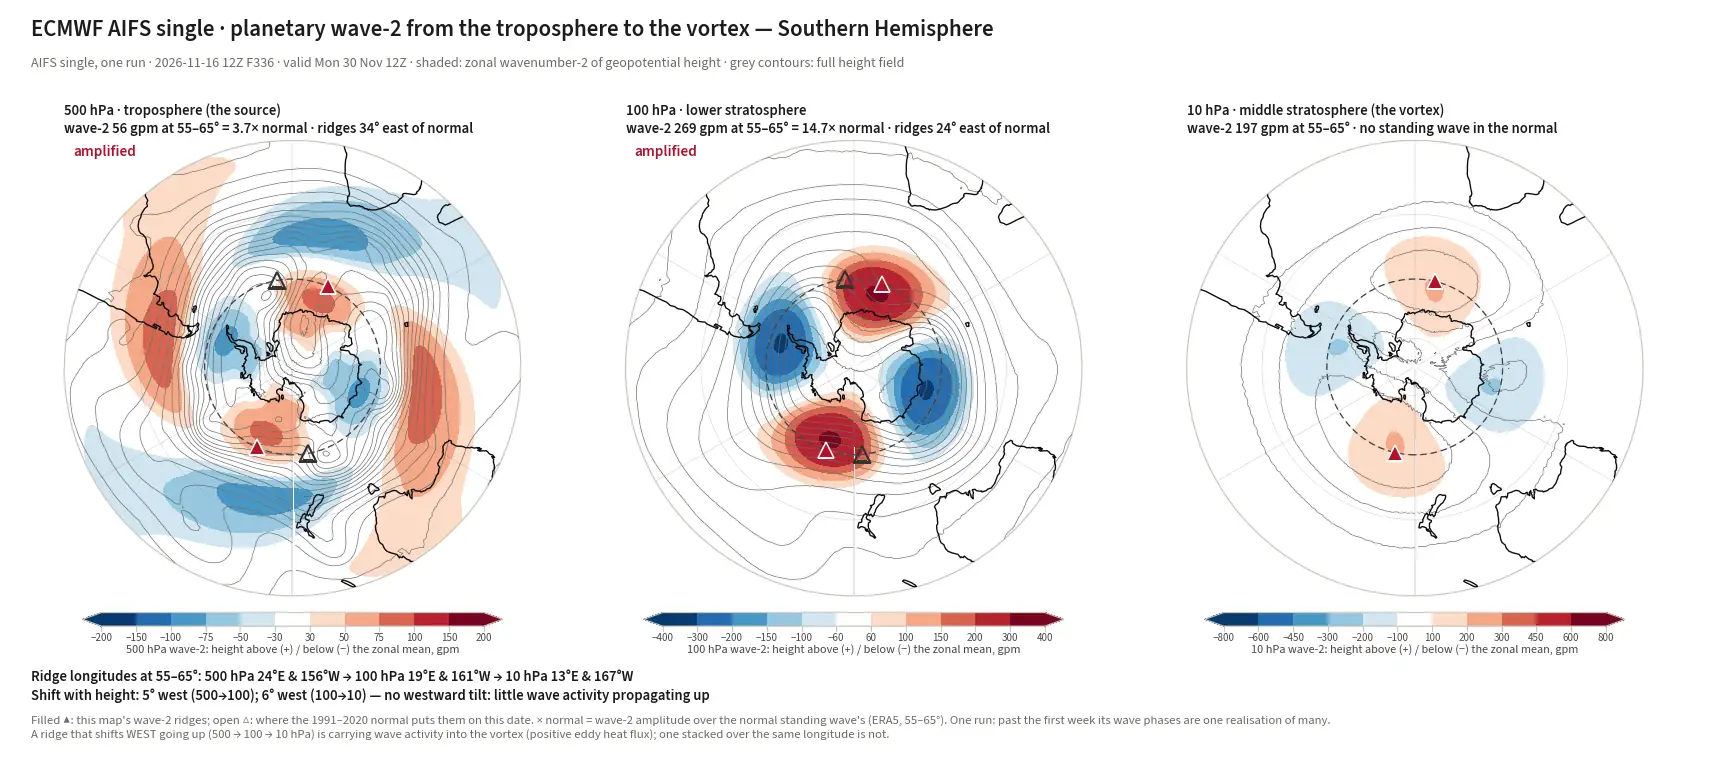 ECMWF AIFS single · planetary wave-2 from the troposphere to the vortex — Southern Hemisphere
AIFS single, one run · 2026-11-16 12Z F336 · valid Mon 30 Nov 12Z · shaded: zonal wavenumber-2 of geopotential height · grey contours: full height field
500 hPa · troposphere (the source)
wave-2 56 gpm at 55–65° = 3.7× normal · ridges 34° east of normal
amplified
100 hPa · lower stratosphere
wave-2 269 gpm at 55–65° = 14.7× normal · ridges 24° east of normal
amplified
10 hPa · middle stratosphere (the vortex)
wave-2 197 gpm at 55–65° · no standing wave in the normal
−200 −150 −100 −75 −50 −30 30 50 75 100 150 200
500 hPa wave-2: height above (+) / below (−) the zonal mean, gpm
−400 −300 −200 −150 −100 −60 60 100 150 200 300 400
100 hPa wave-2: height above (+) / below (−) the zonal mean, gpm
−800 −600 −450 −300 −200 −100 100 200 300 450 600 800
10 hPa wave-2: height above (+) / below (−) the zonal mean, gpm
Ridge longitudes at 55–65°: 500 hPa 24°E & 156°W → 100 hPa 19°E & 161°W → 10 hPa 13°E & 167°W
Shift with height: 5° west (500→100); 6° west (100→10) — no westward tilt: little wave activity propagating up
Filled ▲: this map's wave-2 ridges; open △: where the 1991–2020 normal puts them on this date. × normal = wave-2 amplitude over the normal standing wave's (ERA5, 55–65°). One run: past the first week its wave phases are one realisation of many.
A ridge that shifts WEST going up (500 → 100 → 10 hPa) is carrying wave activity into the vortex (positive eddy heat flux); one stacked over the same longitude is not.